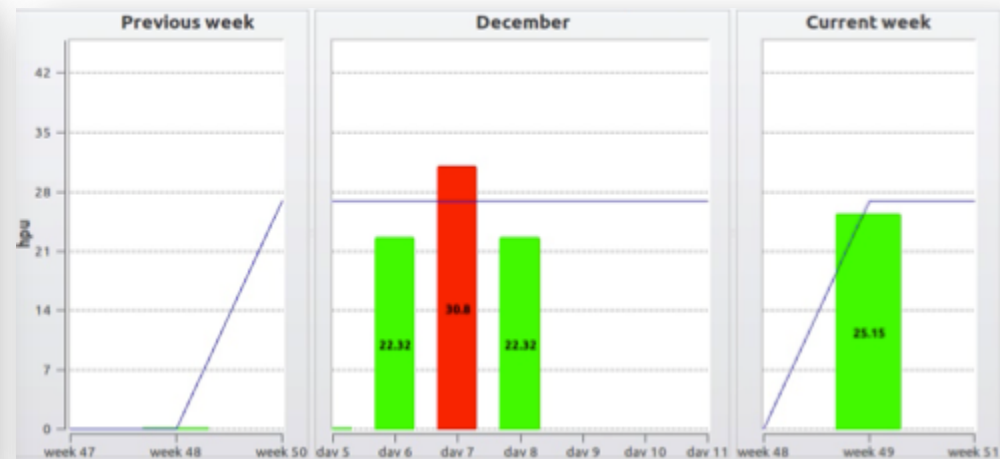 Previous week
December
Current week
hpu
42
35
28
21
14
7
0
22.32
30.8
22.32
25.15
week 47
week 48
week 50
day 5
day 6
day 7
day 8
day 9
day 10
day 11
week 48
week 49
week 51